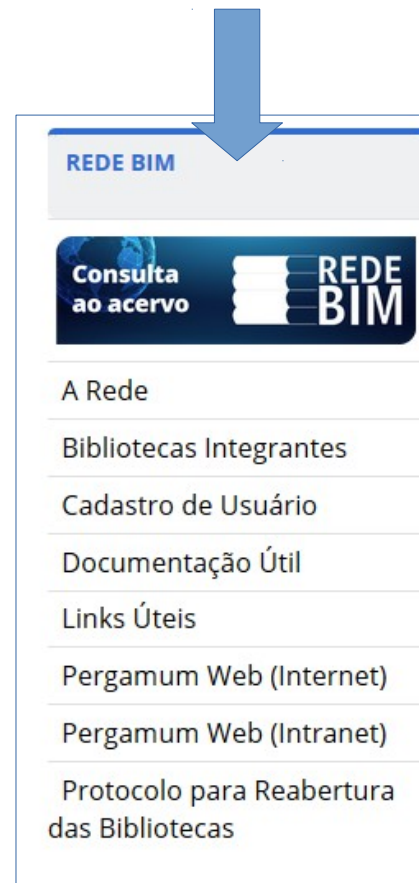 REDE BIM
Consulta
ao acervo
REDE
BIM
A Rede
Bibliotecas Integrantes
Cadastro de Usuário
Documentação Útil
Links Úteis
Pergamum Web (Internet)
Pergamum Web (Intranet)
Protocolo para Reabertura
das Bibliotecas